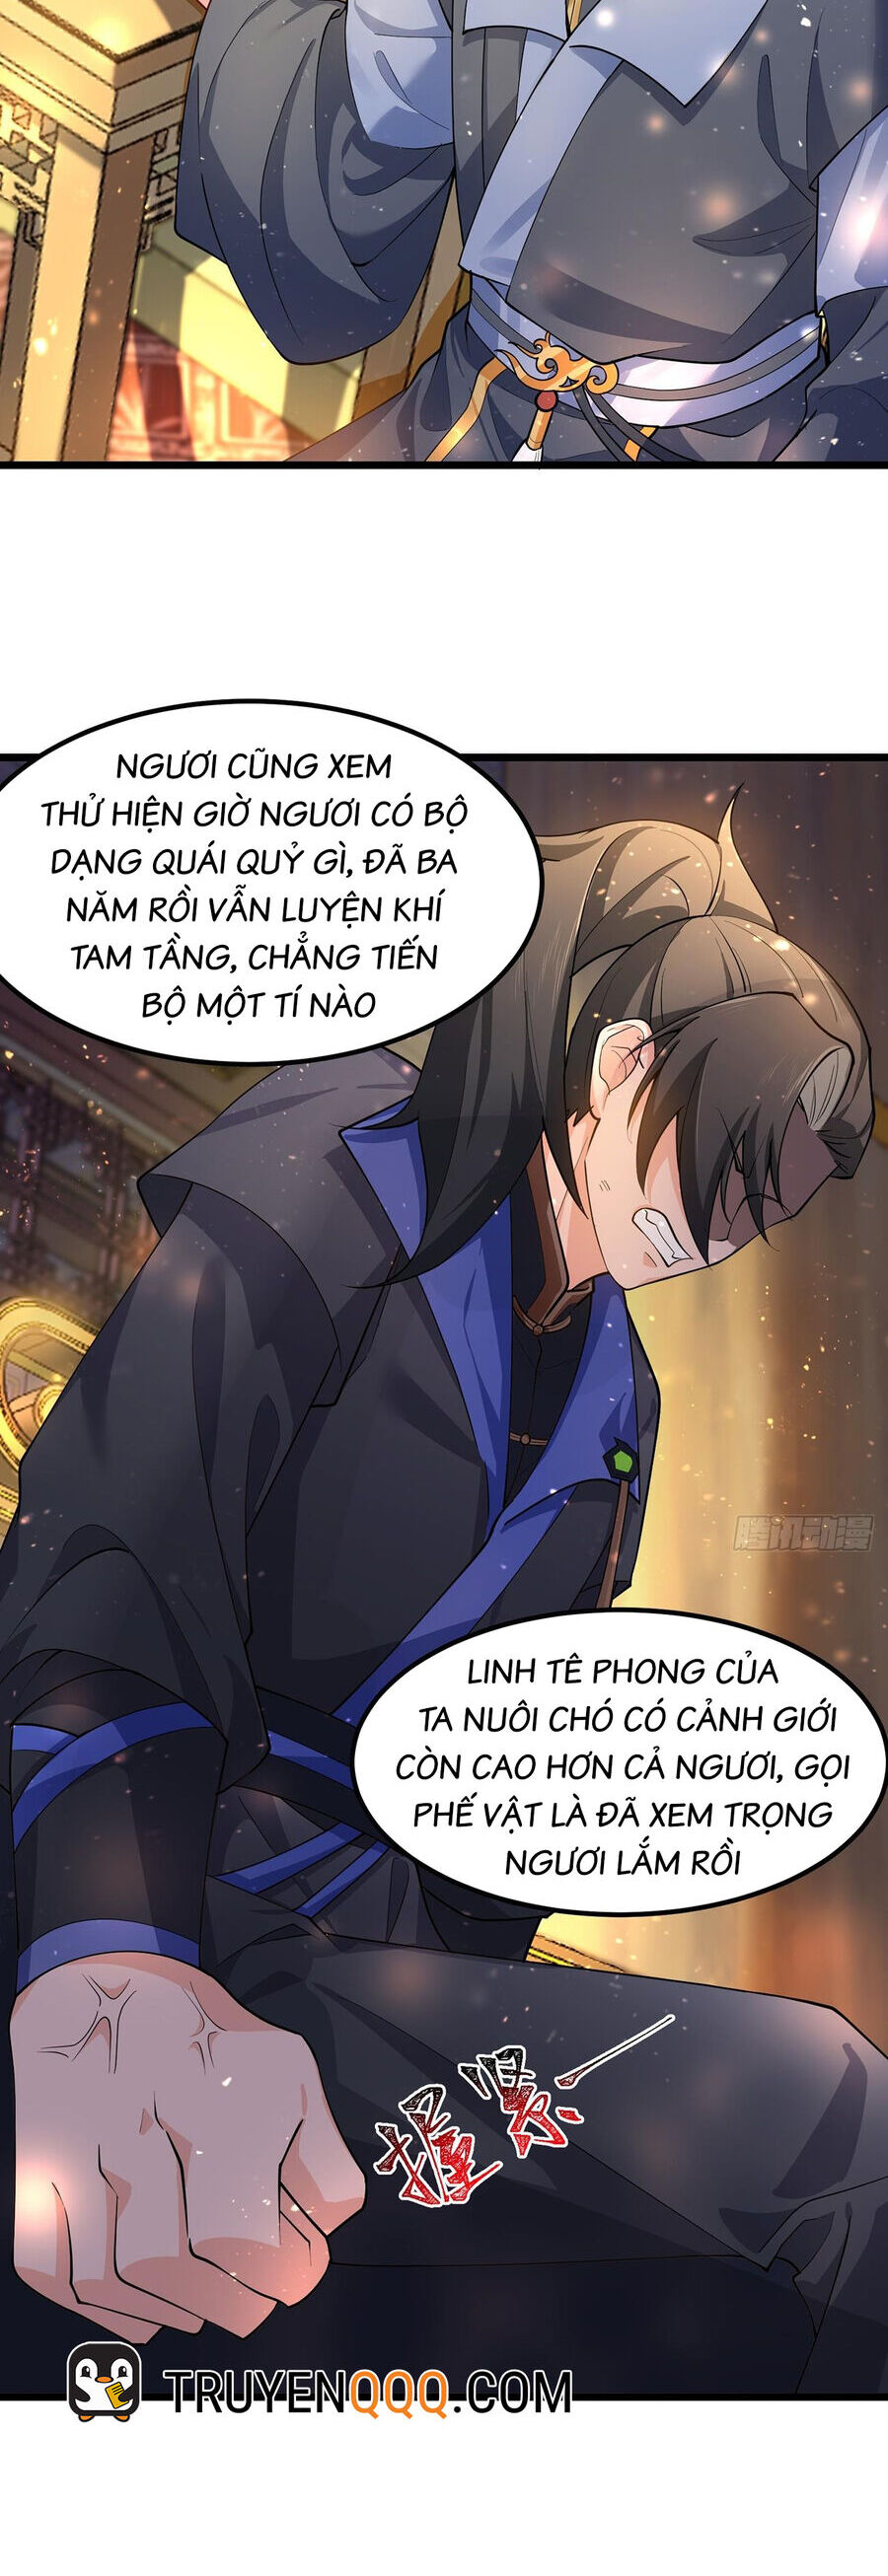 NGƯƠI CŨNG XEM
THỬ HIỆN GIỜ NGƯƠI CÓ BỘ
DẠNG QUÁI QUỶ GÌ, ĐÃ BA
NĂM RỒI VẪN LUYỆN KHÍ
TAM TẦNG, CHẲNG TIẾN
BỘ MỘT TÍ NÀO
腾讯动漫
LINH TÊ PHONG CỦA
TA NUÔI CHÓ CÓ CẢNH GIỚI
CÒN CAO HƠN CẢ NGƯƠI, GỌI
PHẾ VẬT LÀ ĐÃ XEM TRỌNG
NGƯƠI LẮM RỒI
握紧
TRUYENQQQ.COM